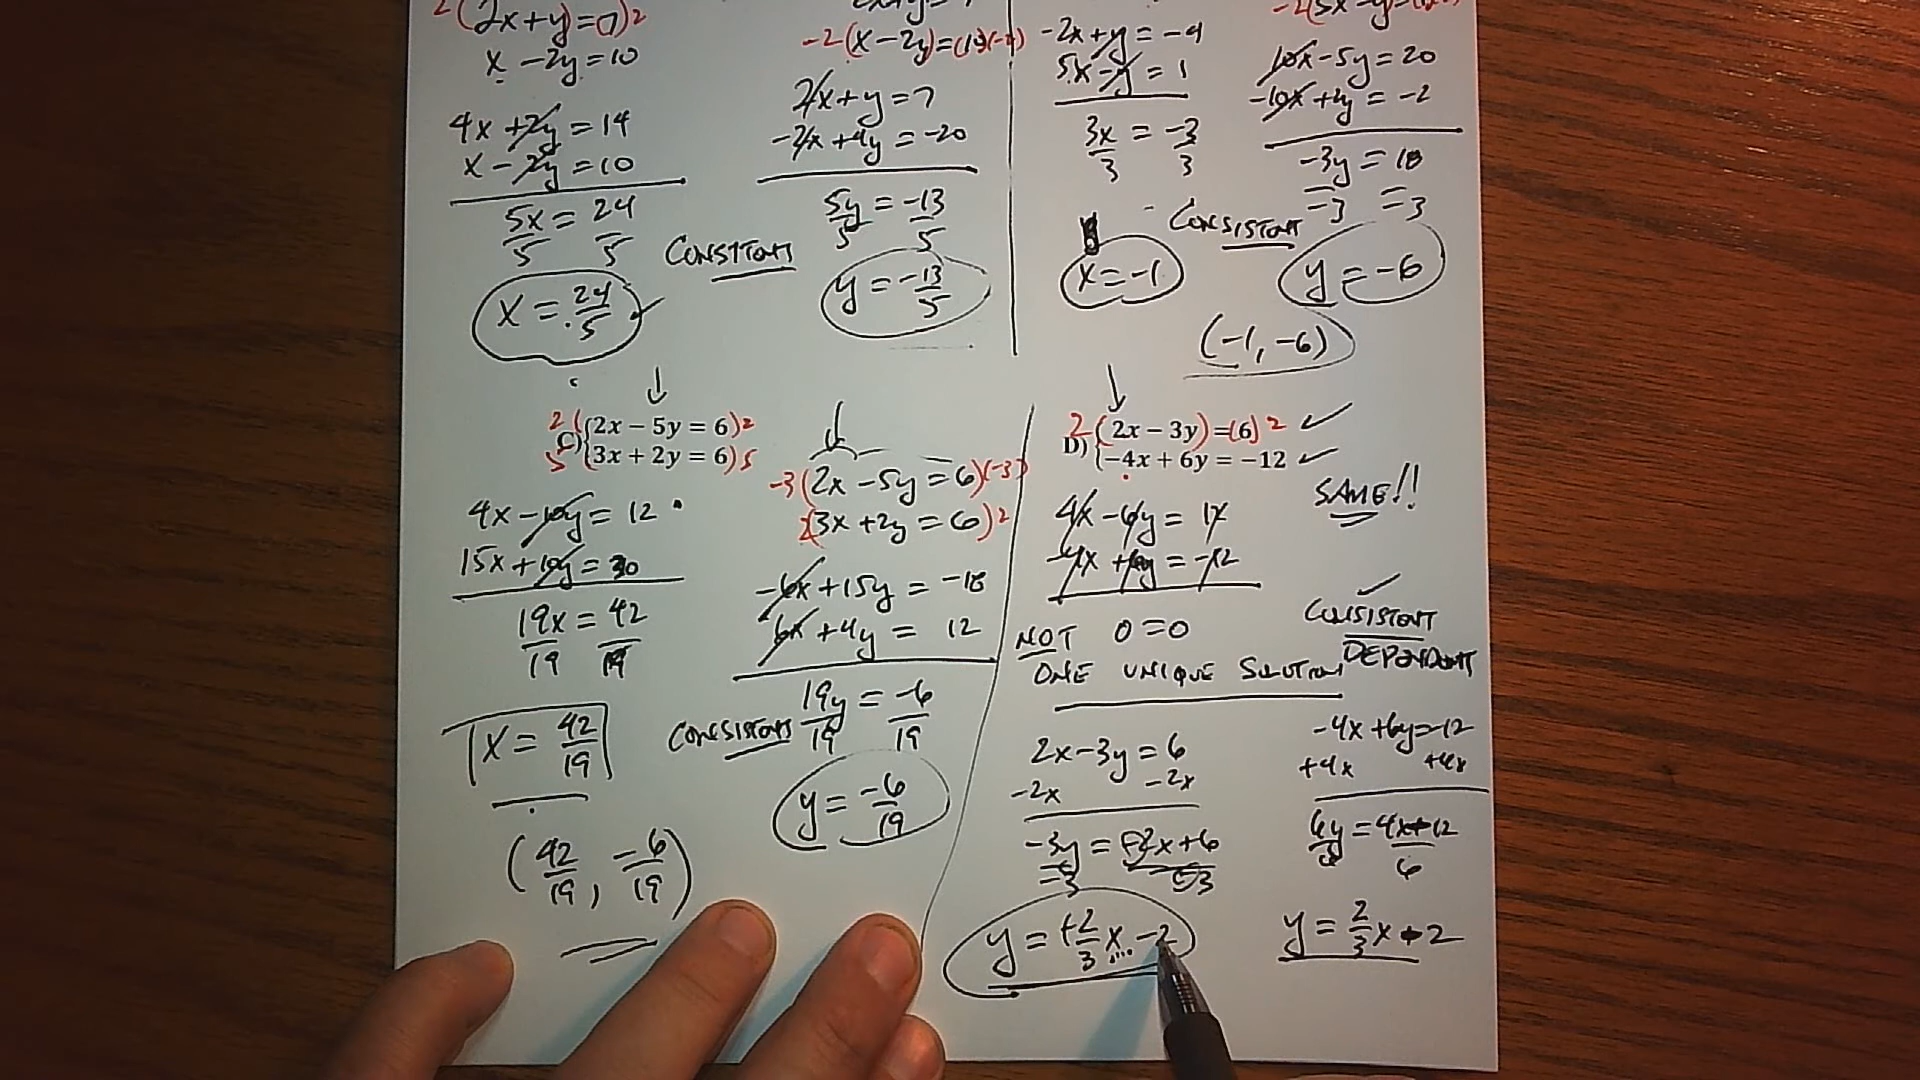 2(2x+y)=(7)2
x - 2y = 10
4x + 2y = 14
x - 2y = 10
5x = 24
5 5
x = 24/5
CONSISTENT
-2(x-2y)=(10)(-2)
2x + y = 7
-2x + 4y = -20
5y = -13
5 5
y = -13/5
-2x + y = -4
5x - y = 1
3x = -3
3 3
x = -1
CONSISTENT
10x - 5y = 20
-10x + 2y = -2
-3y = 18
-3 -3
y = -6
(-1, -6)
2(2x − 5y = 6)2
C)
5(3x + 2y = 6)5
4x - 10y = 12
15x + 10y = 30
19x = 42
19 19
x = 42/19
(42/19, -6/19)
-3(2x - 5y = 6)(-3)
2(3x + 2y = 6)2
-6x + 15y = -18
6x + 4y = 12
19y = -6
19 19
CONSISTENT
y = -6/19
2(2x − 3y)=(6)2
D)
−4x + 6y = −12
SAME!!
4x - 6y = 12
-4x + 6y = -12
0 = 0
NOT
ONE UNIQUE SOLUTION
CONSISTENT
DEPENDENT
2x - 3y = 6
-2x -2x
-3y = -2x + 6
-3 -3
y = +2/3 x - 2
-4x + 6y = -12
+4x +4x
6y = 4x - 12
6 6
y = 2/3 x - 2